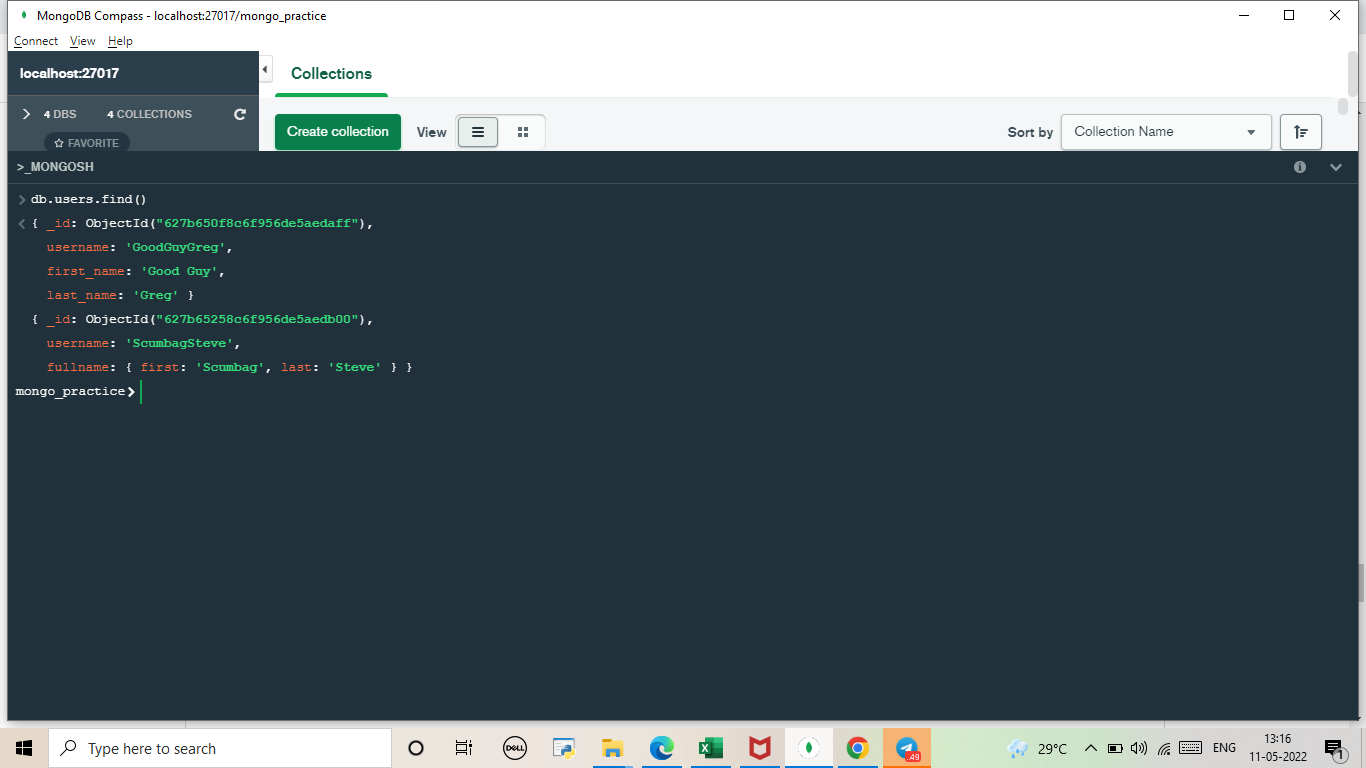 MongoDB Compass - localhost:27017/mongo_practice
Connect View Help
localhost:27017
Collections
4 DBS 4 COLLECTIONS
FAVORITE
Create collection View Sort by Collection Name
>_MONGOSH
db.users.find()
{ _id: ObjectId("627b650f8c6f956de5aedaff"),
username: 'GoodGuyGreg',
first_name: 'Good Guy',
last_name: 'Greg' }
{ _id: ObjectId("627b65258c6f956de5aedb00"),
username: 'ScumbagSteve',
fullname: { first: 'Scumbag', last: 'Steve' } }
mongo_practice>
Type here to search
DELL
.49
29°C
ENG
13:16
11-05-2022
1